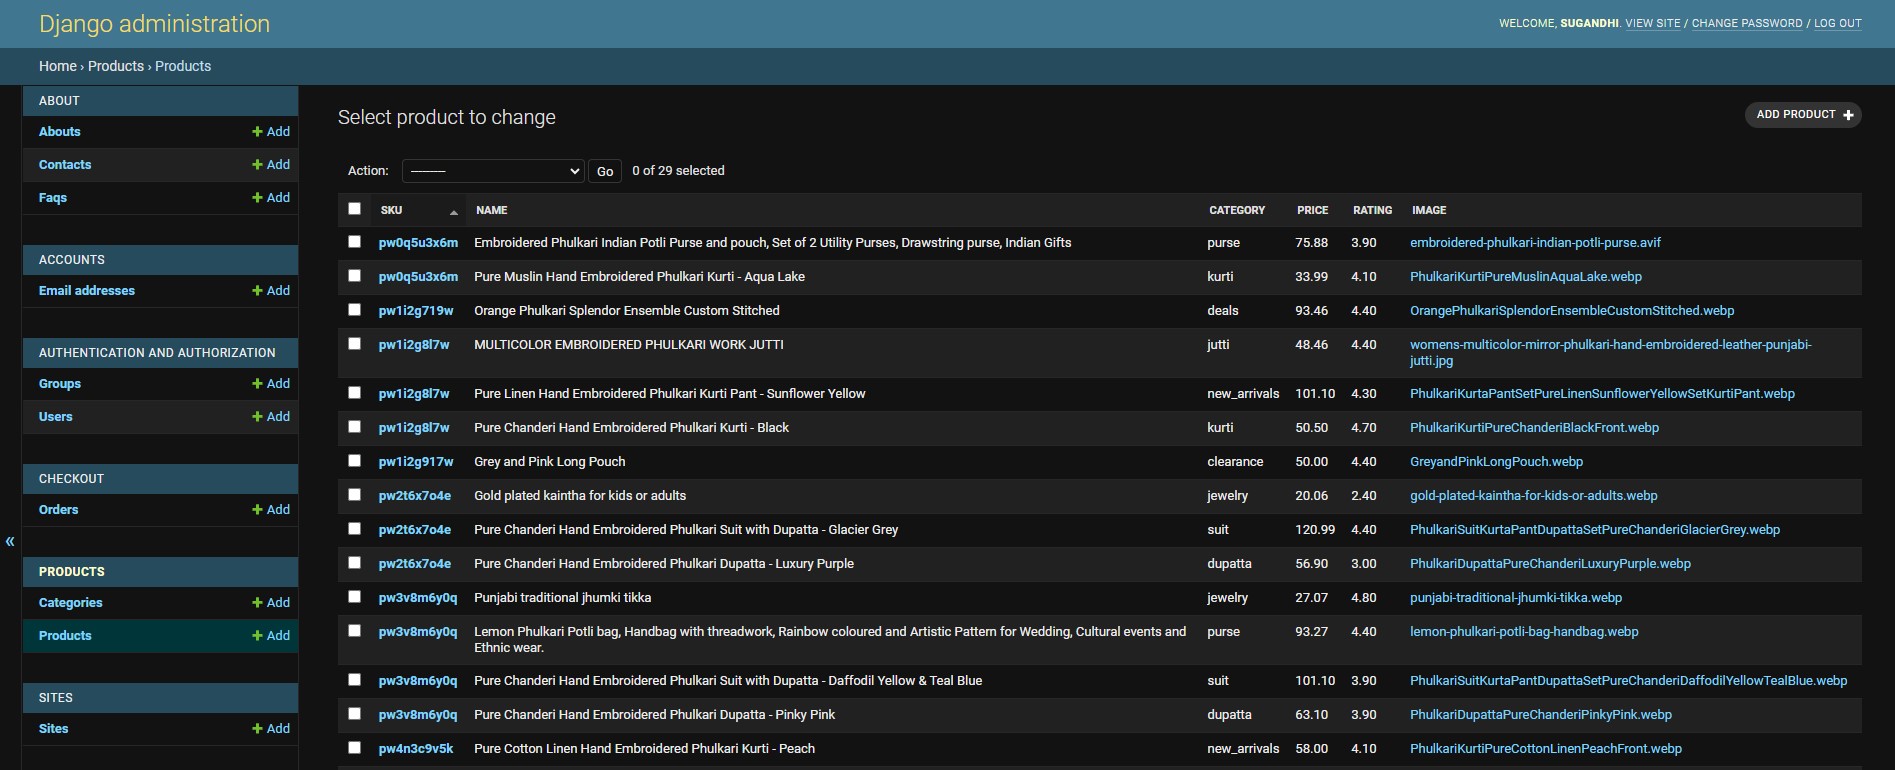 Django administration
WELCOME, SUGANDHI. VIEW SITE / CHANGE PASSWORD / LOG OUT
Home › Products › Products
ABOUT
Abouts + Add
Contacts + Add
Faqs + Add
ACCOUNTS
Email addresses + Add
AUTHENTICATION AND AUTHORIZATION
Groups + Add
Users + Add
CHECKOUT
Orders + Add
«
PRODUCTS
Categories + Add
Products + Add
SITES
Sites + Add
Select product to change
ADD PRODUCT +
Action: --------- Go 0 of 29 selected
SKU NAME CATEGORY PRICE RATING IMAGE
pw0q5u3x6m Embroidered Phulkari Indian Potli Purse and pouch, Set of 2 Utility Purses, Drawstring purse, Indian Gifts purse 75.88 3.90 embroidered-phulkari-indian-potli-purse.avif
pw0q5u3x6m Pure Muslin Hand Embroidered Phulkari Kurti - Aqua Lake kurti 33.99 4.10 PhulkariKurtiPureMuslinAquaLake.webp
pw1i2g719w Orange Phulkari Splendor Ensemble Custom Stitched deals 93.46 4.40 OrangePhulkariSplendorEnsembleCustomStitched.webp
pw1i2g8l7w MULTICOLOR EMBROIDERED PHULKARI WORK JUTTI jutti 48.46 4.40 womens-multicolor-mirror-phulkari-hand-embroidered-leather-punjabi-
jutti.jpg
pw1i2g8l7w Pure Linen Hand Embroidered Phulkari Kurti Pant - Sunflower Yellow new_arrivals 101.10 4.30 PhulkariKurtaPantSetPureLinenSunflowerYellowSetKurtiPant.webp
pw1i2g8l7w Pure Chanderi Hand Embroidered Phulkari Kurti - Black kurti 50.50 4.70 PhulkariKurtiPureChanderiBlackFront.webp
pw1i2g917w Grey and Pink Long Pouch clearance 50.00 4.40 GreyandPinkLongPouch.webp
pw2t6x7o4e Gold plated kaintha for kids or adults jewelry 20.06 2.40 gold-plated-kaintha-for-kids-or-adults.webp
pw2t6x7o4e Pure Chanderi Hand Embroidered Phulkari Suit with Dupatta - Glacier Grey suit 120.99 4.40 PhulkariSuitKurtaPantDupattaSetPureChanderiGlacierGrey.webp
pw2t6x7o4e Pure Chanderi Hand Embroidered Phulkari Dupatta - Luxury Purple dupatta 56.90 3.00 PhulkariDupattaPureChanderiLuxuryPurple.webp
pw3v8m6y0q Punjabi traditional jhumki tikka jewelry 27.07 4.80 punjabi-traditional-jhumki-tikka.webp
pw3v8m6y0q Lemon Phulkari Potli bag, Handbag with threadwork, Rainbow coloured and Artistic Pattern for Wedding, Cultural events and purse 93.27 4.40 lemon-phulkari-potli-bag-handbag.webp
Ethnic wear.
pw3v8m6y0q Pure Chanderi Hand Embroidered Phulkari Suit with Dupatta - Daffodil Yellow & Teal Blue suit 101.10 3.90 PhulkariSuitKurtaPantDupattaSetPureChanderiDaffodilYellowTealBlue.webp
pw3v8m6y0q Pure Chanderi Hand Embroidered Phulkari Dupatta - Pinky Pink dupatta 63.10 3.90 PhulkariDupattaPureChanderiPinkyPink.webp
pw4n3c9v5k Pure Cotton Linen Hand Embroidered Phulkari Kurti - Peach new_arrivals 58.00 4.10 PhulkariKurtiPureCottonLinenPeachFront.webp